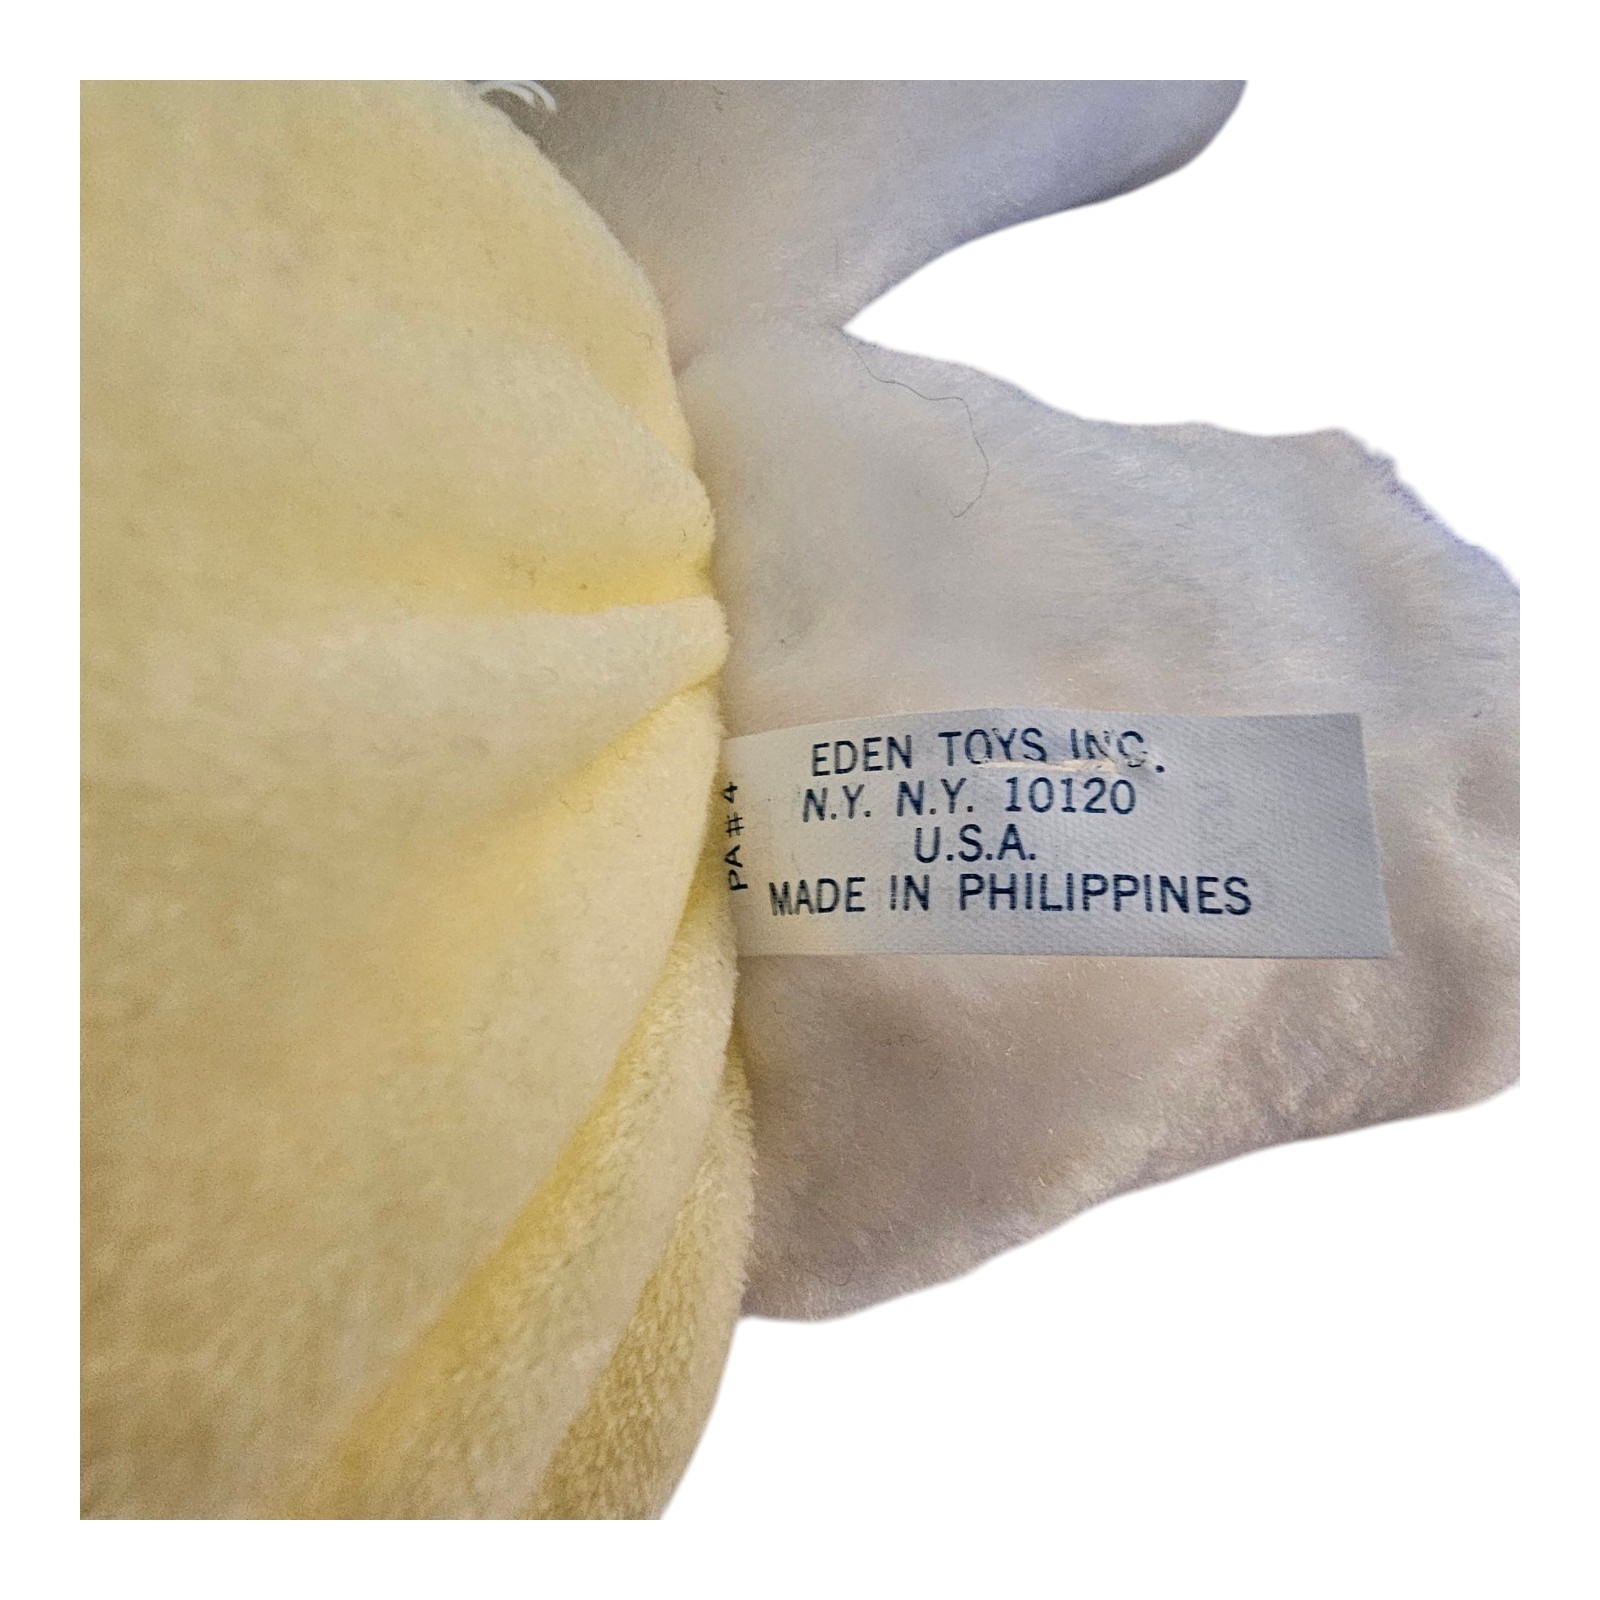 EDEN TOYS INC.
N.Y. N.Y. 10120
U.S.A.
MADE IN PHILIPPINES
PA#4